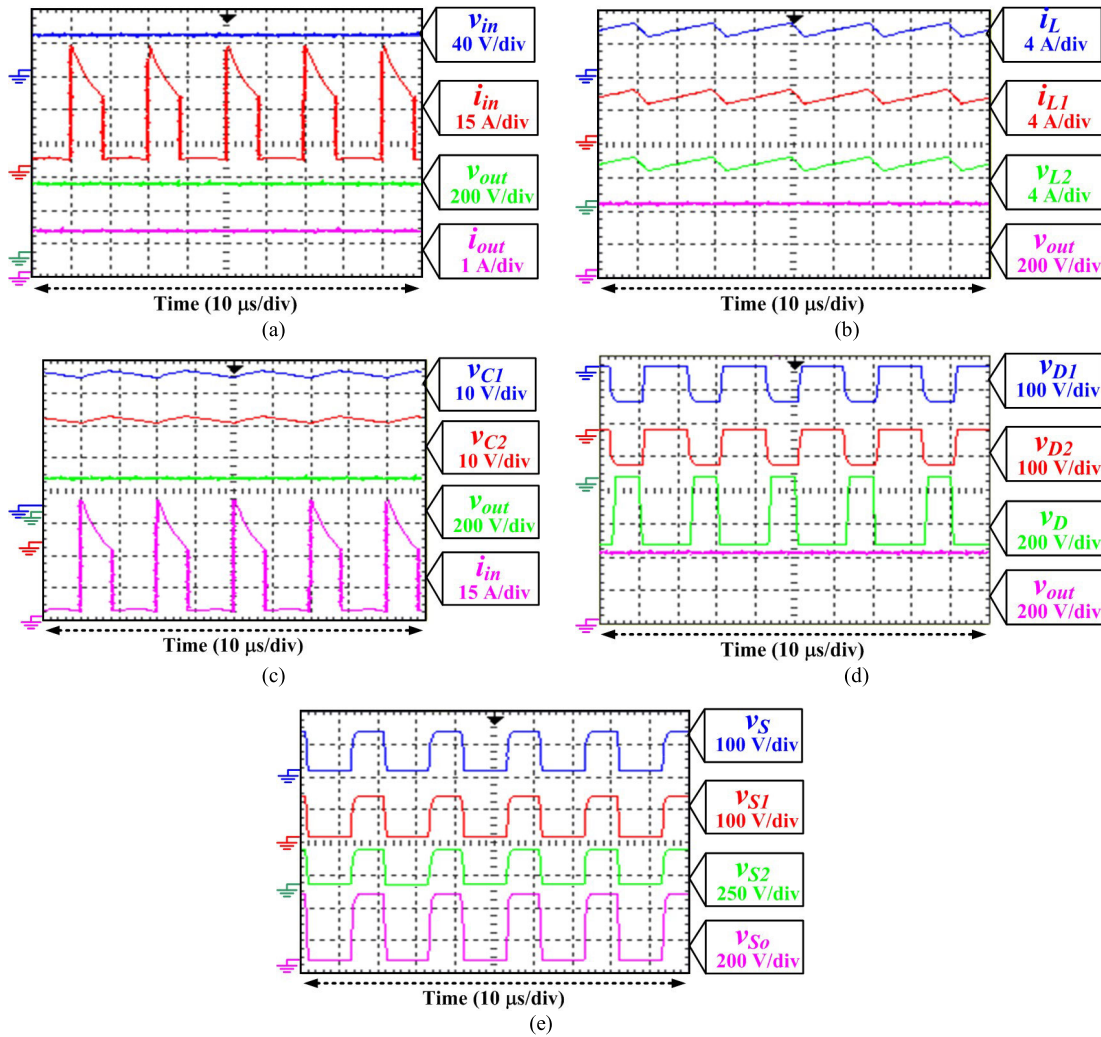 v_in
40 V/div
i_in
15 A/div
v_out
200 V/div
i_out
1 A/div
Time (10 μs/div)
(a)
i_L
4 A/div
i_L1
4 A/div
v_L2
4 A/div
v_out
200 V/div
Time (10 μs/div)
(b)
v_C1
10 V/div
v_C2
10 V/div
v_out
200 V/div
i_in
15 A/div
Time (10 μs/div)
(c)
v_D1
100 V/div
v_D2
100 V/div
v_D
200 V/div
v_out
200 V/div
Time (10 μs/div)
(d)
v_S
100 V/div
v_S1
100 V/div
v_S2
250 V/div
v_So
200 V/div
Time (10 μs/div)
(e)